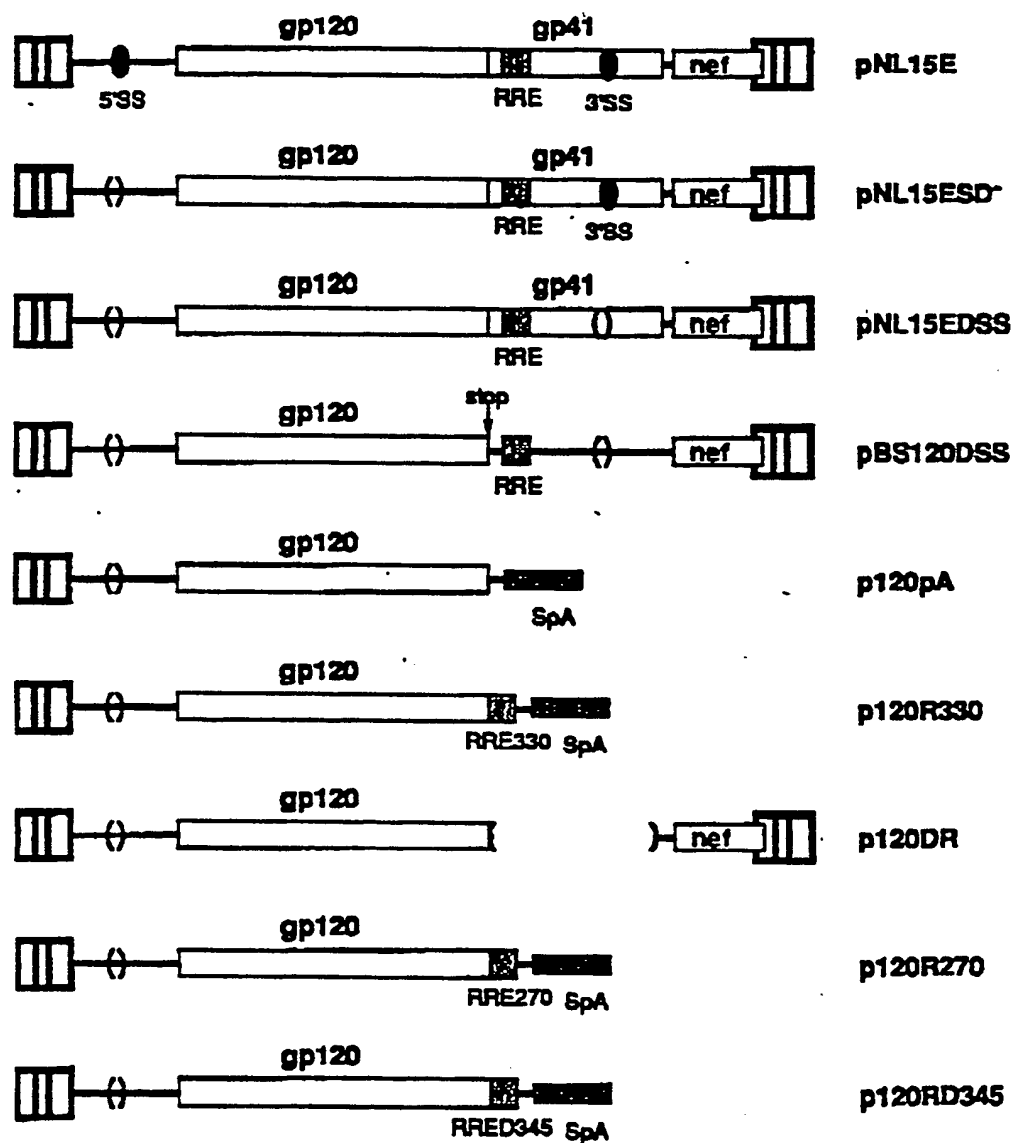 gp120 gp41
nef pNL15E
5'SS RRE 3'SS
gp120 gp41
nef pNL15ESD-
RRE 3'SS
gp120 gp41
nef pNL15EDSS
RRE
stop
gp120
nef pBS120DSS
RRE
gp120
p120pA
SpA
gp120
p120R330
RRE330 SpA
gp120
nef p120DR
gp120
p120R270
RRE270 SpA
gp120
p120RD345
RRED345 SpA